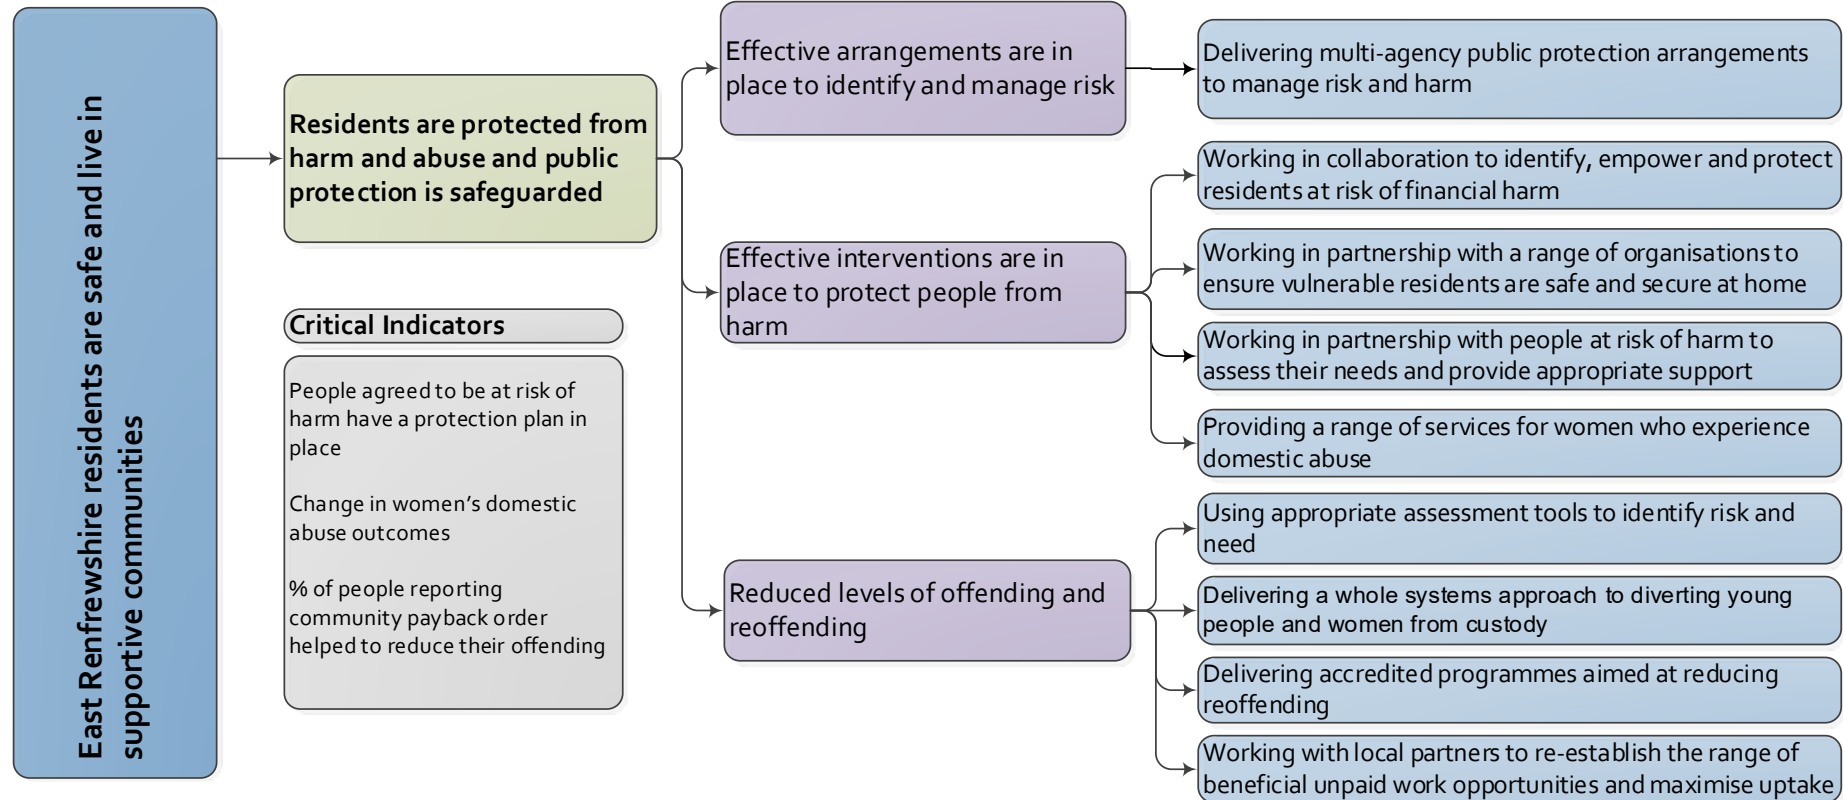 East Renfrewshire residents are safe and live in
supportive communities
Residents are protected from
harm and abuse and public
protection is safeguarded
Critical Indicators
People agreed to be at risk of
harm have a protection plan in
place
Change in women’s domestic
abuse outcomes
% of people reporting
community payback order
helped to reduce their offending
Effective arrangements are in
place to identify and manage risk
Effective interventions are in
place to protect people from
harm
Reduced levels of offending and
reoffending
Delivering multi-agency public protection arrangements
to manage risk and harm
Working in collaboration to identify, empower and protect
residents at risk of financial harm
Working in partnership with a range of organisations to
ensure vulnerable residents are safe and secure at home
Working in partnership with people at risk of harm to
assess their needs and provide appropriate support
Providing a range of services for women who experience
domestic abuse
Using appropriate assessment tools to identify risk and
need
Delivering a whole systems approach to diverting young
people and women from custody
Delivering accredited programmes aimed at reducing
reoffending
Working with local partners to re-establish the range of
beneficial unpaid work opportunities and maximise uptake